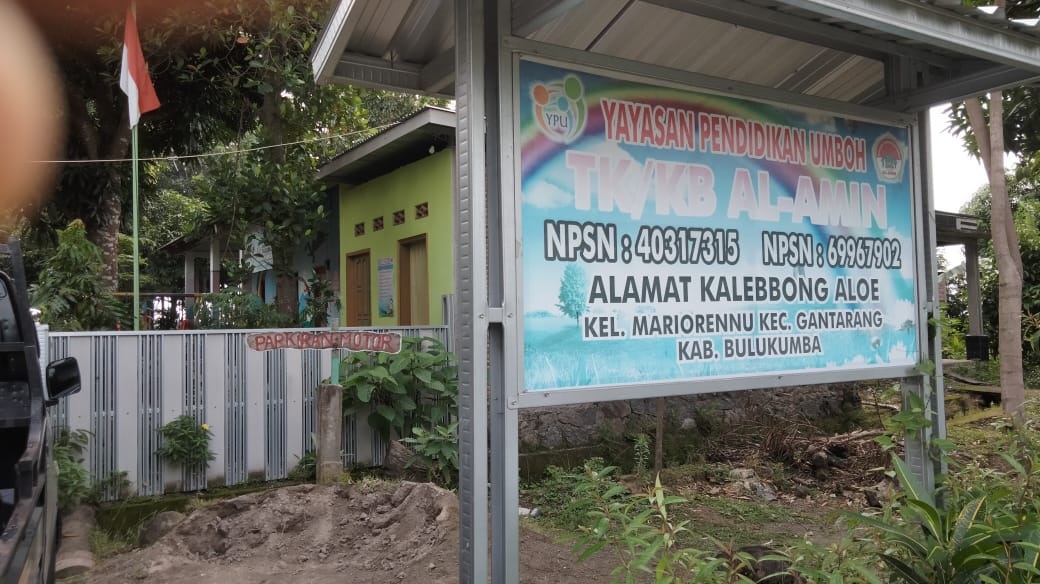 YPU
YAYASAN PENDIDIKAN UMBOH
TK/KB AL-AMIN
NPSN : 40317315 NPSN : 69967902
ALAMAT KALEBBONG ALOE
KEL. MARIORENNU KEC. GANTARANG
KAB. BULUKUMBA
PARKIRAN MOTOR